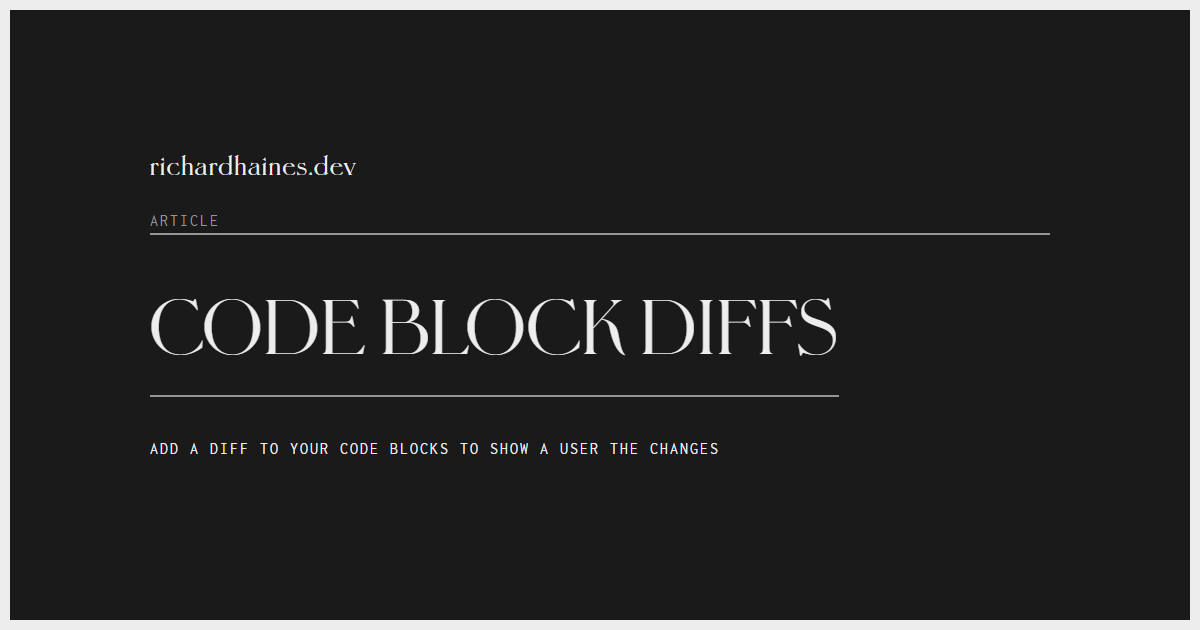 richardhaines.dev
ARTICLE
CODE BLOCK DIFFS
ADD A DIFF TO YOUR CODE BLOCKS TO SHOW A USER THE CHANGES